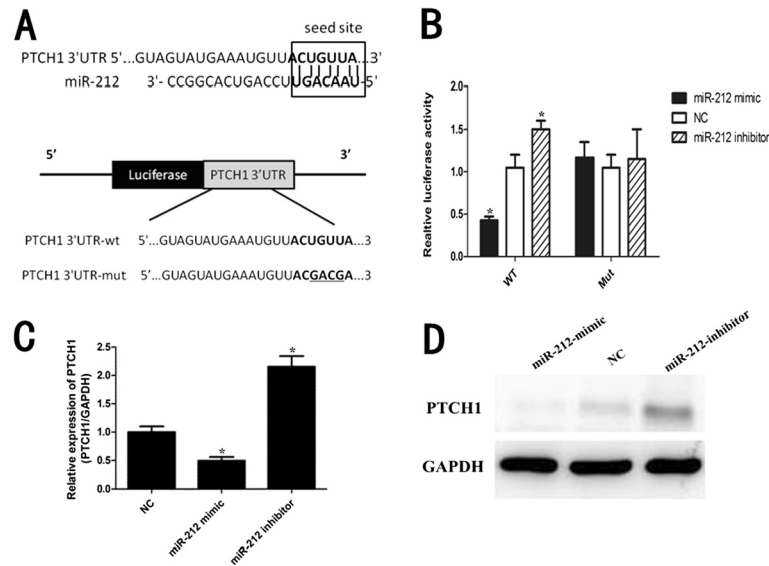 A
seed site
PTCH1 3'UTR 5'...GUAGUAUGAAAUGUUACUGUUA...3'
miR-212 3'- CCGGCACUGACCUUGACAAU-5'
5' 3'
Luciferase PTCH1 3'UTR
PTCH1 3'UTR-wt 5'...GUAGUAUGAAAUGUUACUGUUA...3
PTCH1 3'UTR-mut 5'...GUAGUAUGAAAUGUUACGACGA...3
B
Realtive luciferase activity
2.0
1.5
1.0
0.5
0.0
*
*
WT
Mut
miR-212 mimic
NC
miR-212 inhibitor
C
Relative expression of PTCH1
(PTCH1/GAPDH)
2.5
2.0
1.5
1.0
0.5
0.0
*
*
NC
miR-212 mimic
miR-212 inhibitor
D
miR-212-mimic
NC
miR-212-inhibitor
PTCH1
GAPDH